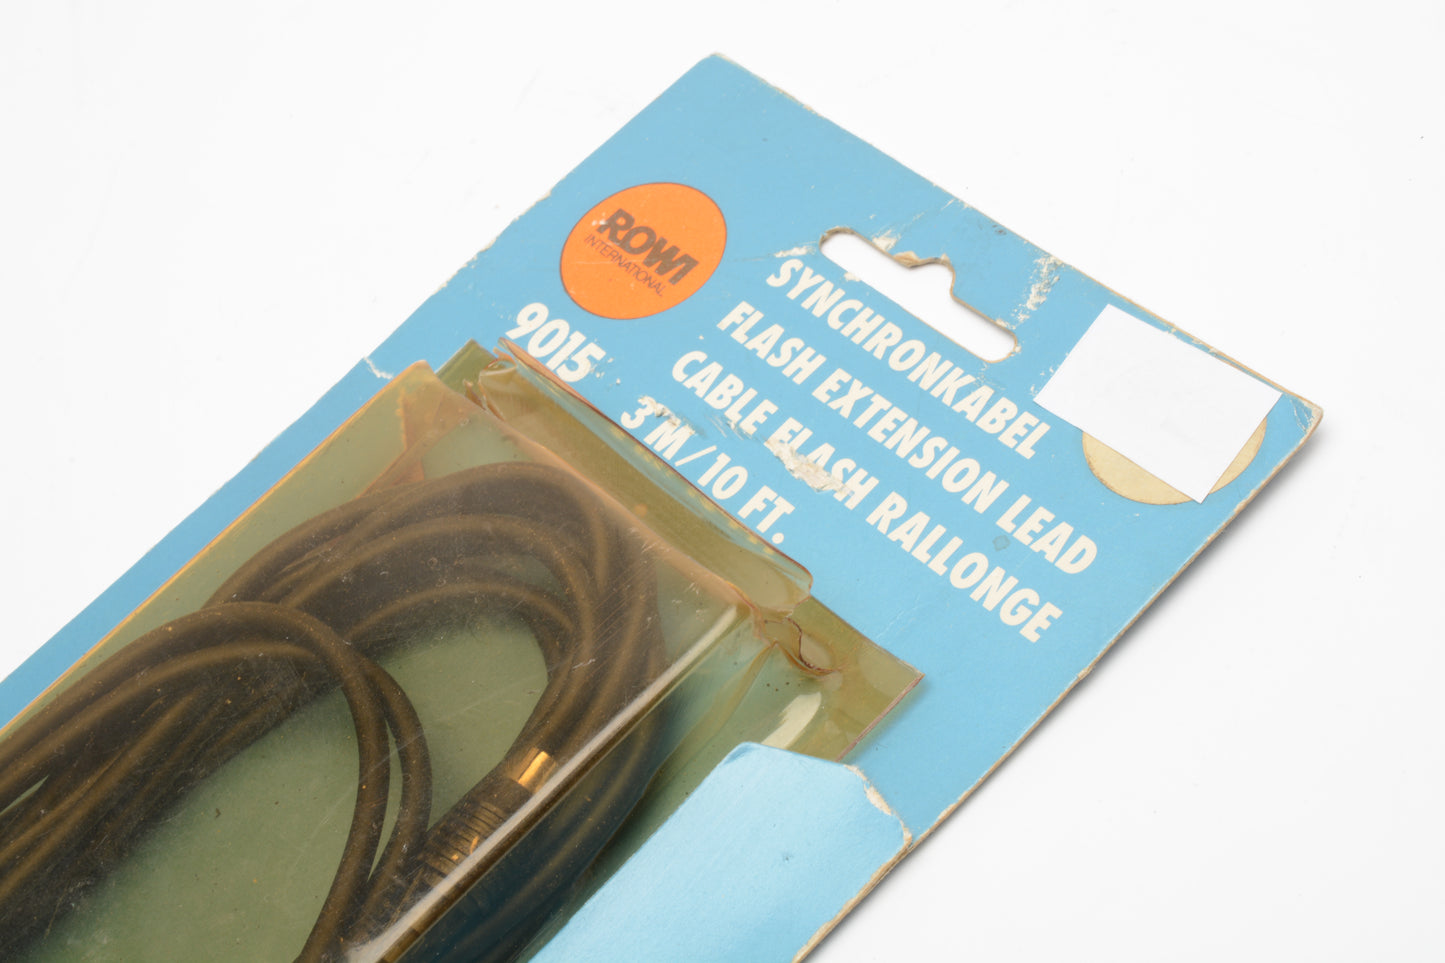 ROWI
INTERNATIONAL
9015
SYNCHRONKABEL
FLASH EXTENSION LEAD
CABLE FLASH RALLONGE
3 M/10 FT.